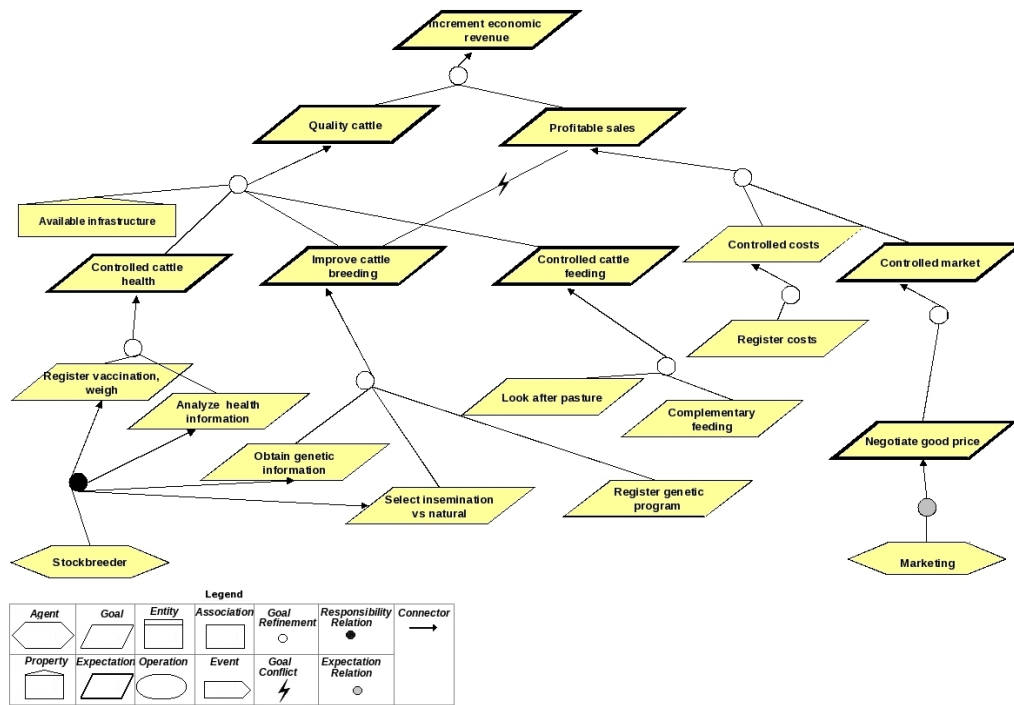 Increment economic
revenue
Quality cattle
Profitable sales
Available infrastructure
Controlled costs
Controlled cattle
health
Improve cattle
breeding
Controlled cattle
feeding
Controlled market
Register costs
Register vaccination,
weigh
Analyze health
information
Look after pasture
Complementary
feeding
Negotiate good price
Obtain genetic
information
Select insemination
vs natural
Register genetic
program
Stockbreeder
Marketing
Legend
Agent
Goal
Entity
Association
Goal
Refinement
Responsibility
Relation
Connector
Property
Expectation
Operation
Event
Goal
Conflict
Expectation
Relation